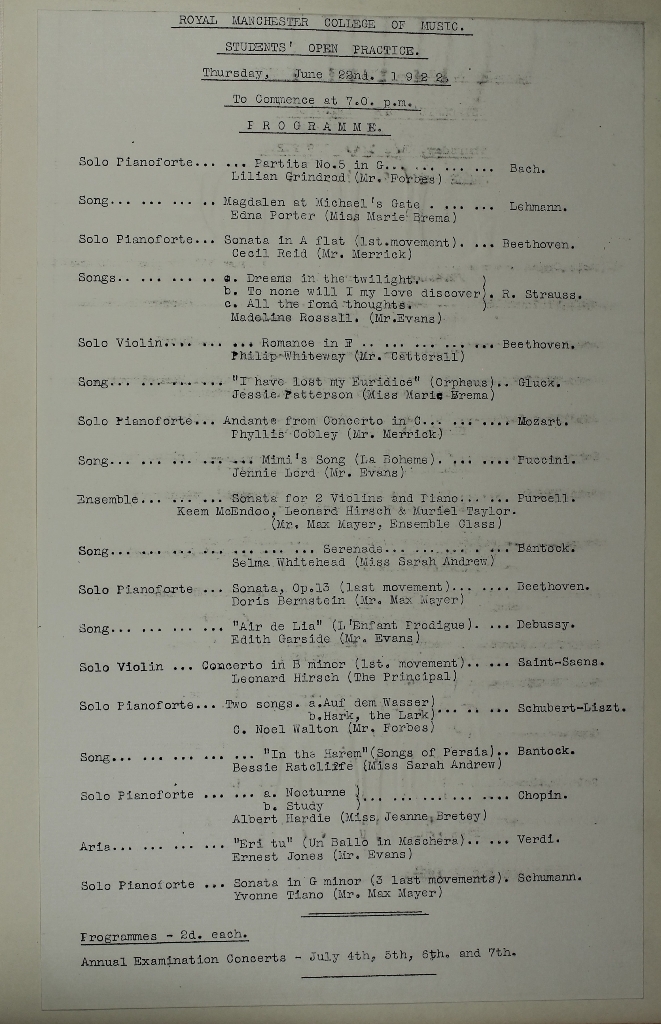 ROYAL MANCHESTER COLLEGE OF MUSIC.
STUDENTS' OPEN PRACTICE.
Thursday, June 22nd. 1922.
To Commence at 7.0. p.m.
PROGRAMME.
Solo Pianoforte... ... Partita No.5 in G... ... ... ... Bach.
Lilian Grindrod (Mr. Forbes)
Song... ... ... .. Magdalen at Michael's Gate . ... ... Lehmann.
Edna Porter (Miss Marie Brema)
Solo Pianoforte... Sonata in A flat (1st.movement). ... Beethoven.
Cecil Reid (Mr. Merrick)
Songs.. ... ... ... a. Dreams in the twilight.
b. To none will I my love discover). R. Strauss.
c. All the fond thoughts.
Madeline Rossall. (Mr.Evans)
Solo Violin.... ... ... Romance in F .. ... ... ... ... Beethoven.
Philip Whiteway (Mr. Catterall)
Song... ... ... ... "I have lost my Euridice" (Orpheus).. Gluck.
Jessie Patterson (Miss Marie Brema)
Solo Pianoforte... Andante from Concerto in C... ... .... Mozart.
Phyllis Cobley (Mr. Merrick)
Song... ... ... ... ... Mimi's Song (La Boheme). ... .... Puccini.
Jennie Lord (Mr. Evans)
Ensemble... ... ... Sonata for 2 Violins and Piano... ... Purcell.
Keem McEndoo, Leonard Hirsch & Muriel Taylor.
(Mr. Max Mayer, Ensemble Class)
Song... ... ... ... ... ... ... Serenade... ... ... . ... Bantock.
Selma Whitehead (Miss Sarah Andrew)
Solo Pianoforte ... Sonata, Op.13 (last movement)... .... Beethoven.
Doris Bernstein (Mr. Max Mayer)
Song... ... ... ... "Air de Lia" (L'Enfant Prodigue). ... Debussy.
Edith Garside (Mr. Evans)
Solo Violin ... Concerto in B minor (1st. movement).. ... Saint-Saens.
Leonard Hirsch (The Principal)
Solo Pianoforte... Two songs. a.Auf dem Wasser)
b.Hark, the Lark)... .. ... Schubert-Liszt.
C. Noel Walton (Mr. Forbes)
Song... ... ... ... ... "In the Harem"(Songs of Persia).. Bantock.
Bessie Ratcliffe (Miss Sarah Andrew)
Solo Pianoforte ... ... a. Nocturne )
b. Study )... ... ... ... .... Chopin.
Albert Hardie (Miss Jeanne Bretey)
Aria... ... ... ... "Eri tu" (Un Ballo in Maschera).. ... Verdi.
Ernest Jones (Mr. Evans)
Solo Pianoforte ... Sonata in G minor (3 last movements). Schumann.
Yvonne Tiano (Mr. Max Mayer)
Programmes - 2d. each.
Annual Examination Concerts - July 4th, 5th, 6th. and 7th.